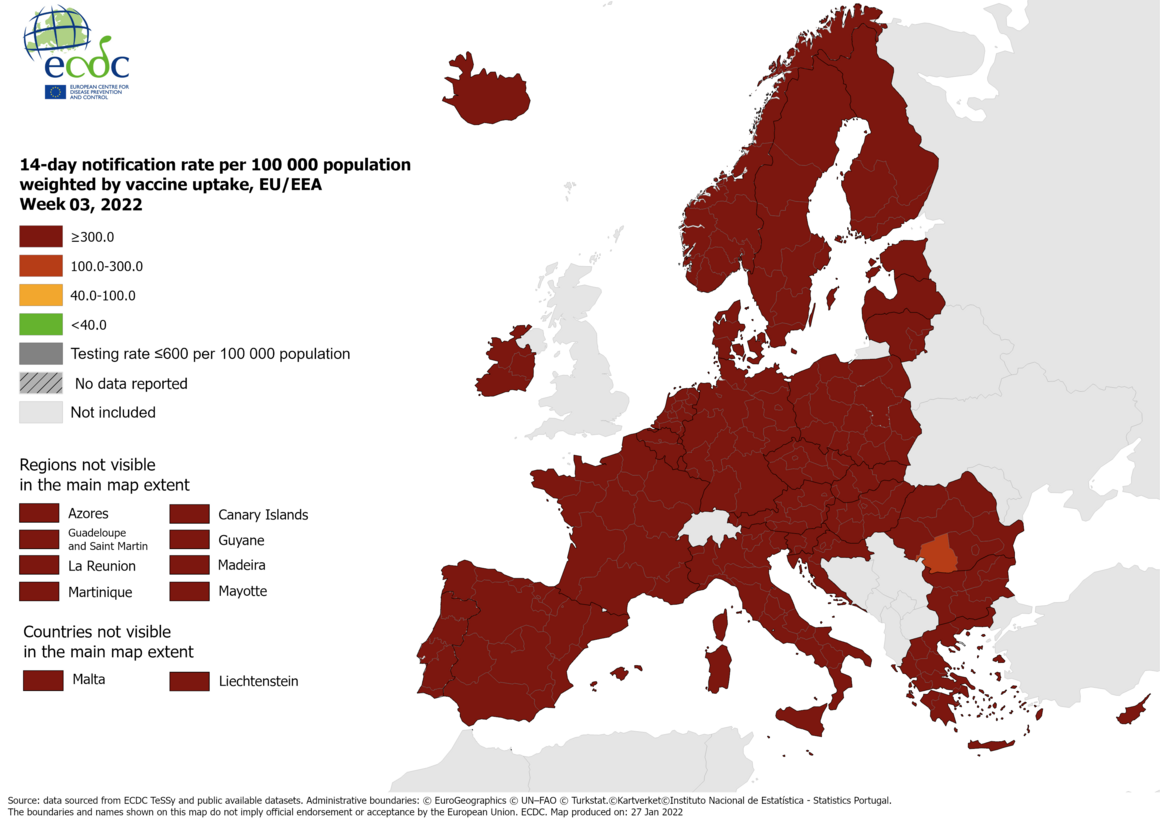 ecdc
EUROPEAN CENTRE FOR
DISEASE PREVENTION
AND CONTROL
14-day notification rate per 100 000 population
weighted by vaccine uptake, EU/EEA
Week 03, 2022
≥300.0
100.0-300.0
40.0-100.0
<40.0
Testing rate ≤600 per 100 000 population
No data reported
Not included
Regions not visible
in the main map extent
Azores
Canary Islands
Guadeloupe
and Saint Martin
Guyane
La Reunion
Madeira
Martinique
Mayotte
Countries not visible
in the main map extent
Malta
Liechtenstein
Source: data sourced from ECDC TeSSy and public available datasets. Administrative boundaries: © EuroGeographics © UN–FAO © Turkstat.©Kartverket©Instituto Nacional de Estatística - Statistics Portugal.
The boundaries and names shown on this map do not imply official endorsement or acceptance by the European Union. ECDC. Map produced on: 27 Jan 2022